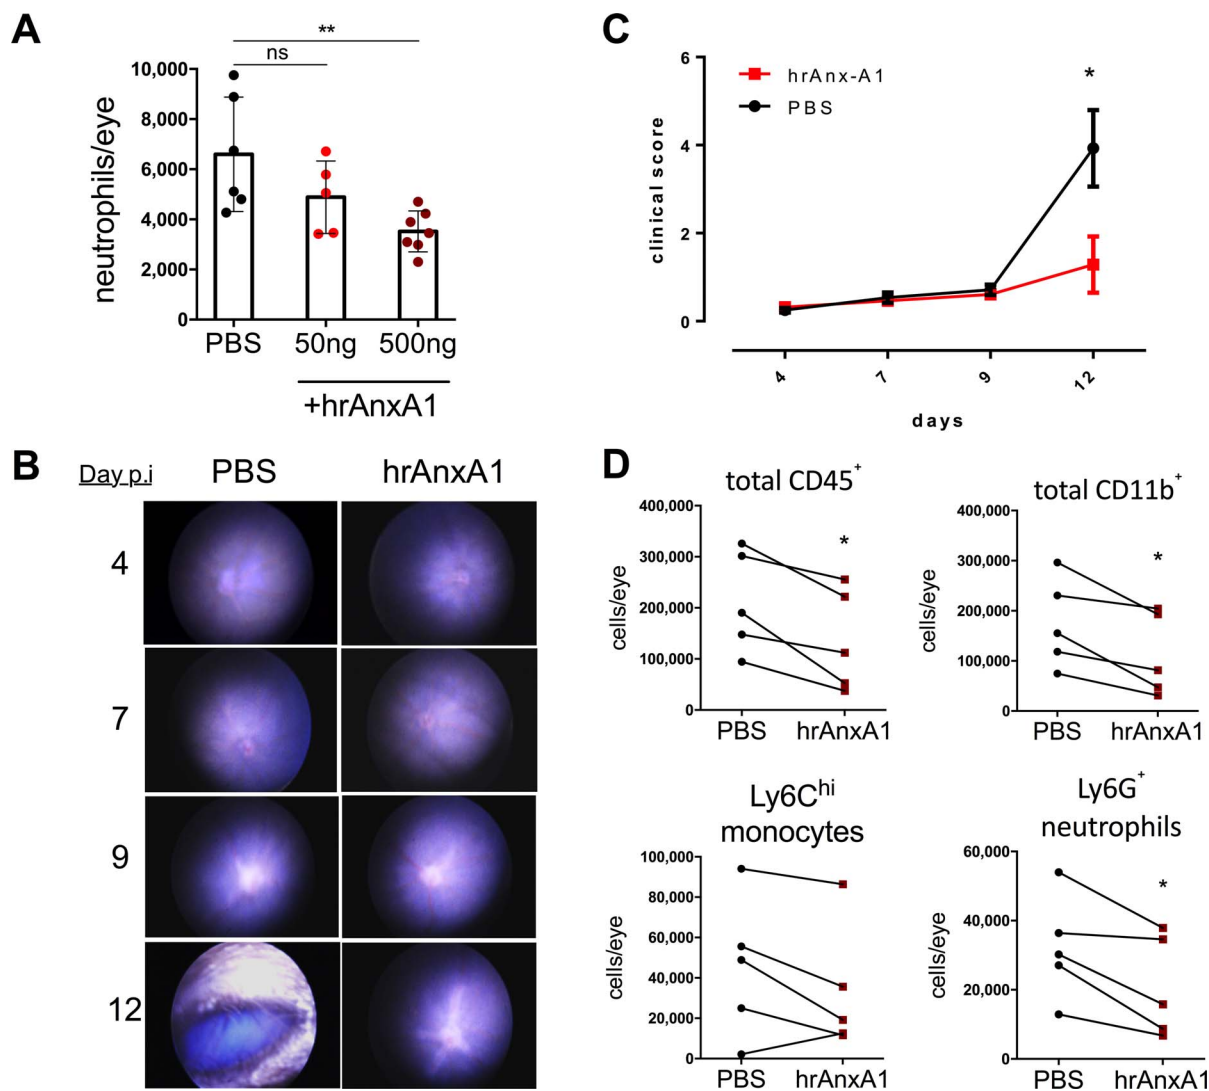 A
**
ns
10,000
8,000
6,000
4,000
2,000
0
neutrophils/eye
PBS 50ng 500ng
+hrAnxA1
C
hrAnx-A1
PBS
*
6
4
2
0
clinical score
4 7 9 12
days
B
Day p.i PBS hrAnxA1
4
7
9
12
D
total CD45+
400,000
300,000
200,000
100,000
0
cells/eye
*
PBS hrAnxA1
total CD11b+
400,000
300,000
200,000
100,000
0
cells/eye
*
PBS hrAnxA1
Ly6Chi
monocytes
100,000
80,000
60,000
40,000
20,000
0
cells/eye
PBS hrAnxA1
Ly6G+
neutrophils
60,000
40,000
20,000
0
cells/eye
*
PBS hrAnxA1